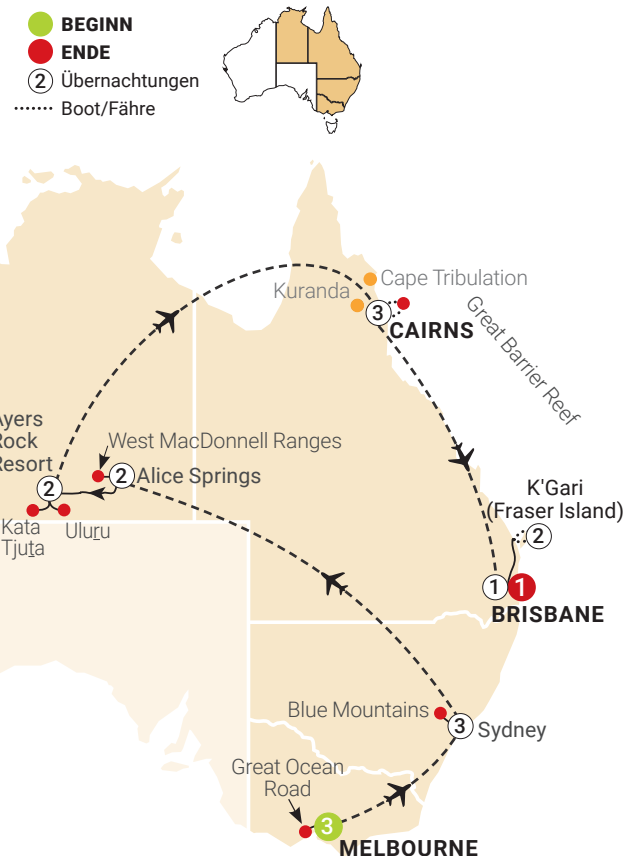 BEGINN
ENDE
2 Übernachtungen
Boot/Fähre
Cape Tribulation
Kuranda
3
CAIRNS
Great Barrier Reef
Ayers
Rock
Resort
West MacDonnell Ranges
2
Alice Springs
2
Kata
Tjuṯa
Uluṟu
K'Gari
(Fraser Island)
2
1
1
BRISBANE
Blue Mountains
3
Sydney
Great Ocean
Road
3
MELBOURNE